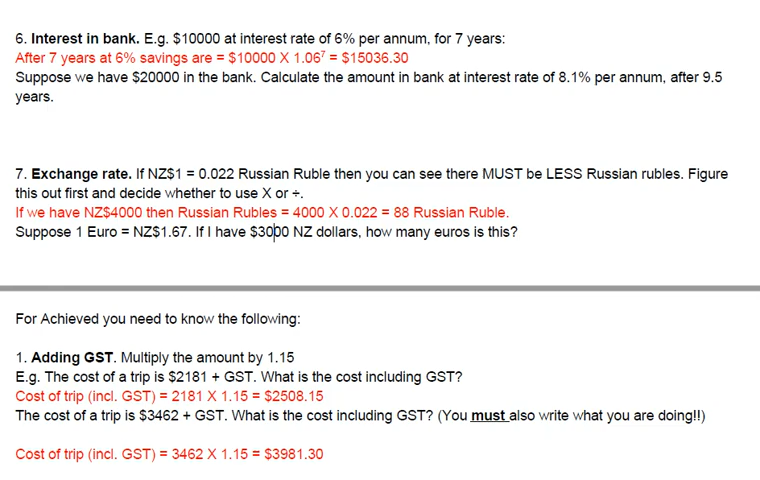 6. Interest in bank. E.g. $10000 at interest rate of 6% per annum, for 7 years:
After 7 years at 6% savings are = $10000 X 1.06⁷ = $15036.30
Suppose we have $20000 in the bank. Calculate the amount in bank at interest rate of 8.1% per annum, after 9.5
years.
7. Exchange rate. If NZ$1 = 0.022 Russian Ruble then you can see there MUST be LESS Russian rubles. Figure
this out first and decide whether to use X or ÷.
If we have NZ$4000 then Russian Rubles = 4000 X 0.022 = 88 Russian Ruble.
Suppose 1 Euro = NZ$1.67. If I have $3000 NZ dollars, how many euros is this?
For Achieved you need to know the following:
1. Adding GST. Multiply the amount by 1.15
E.g. The cost of a trip is $2181 + GST. What is the cost including GST?
Cost of trip (incl. GST) = 2181 X 1.15 = $2508.15
The cost of a trip is $3462 + GST. What is the cost including GST? (You must also write what you are doing!!)
Cost of trip (incl. GST) = 3462 X 1.15 = $3981.30